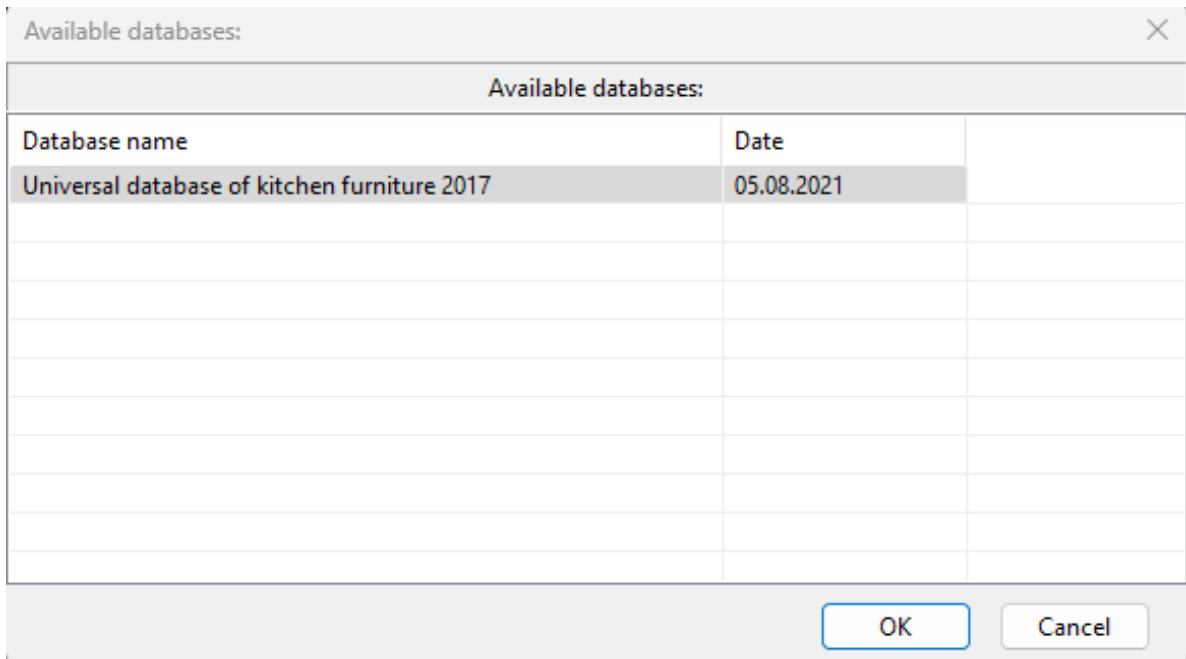 Available databases:
Available databases:
Database name Date
Universal database of kitchen furniture 2017 05.08.2021
OK Cancel